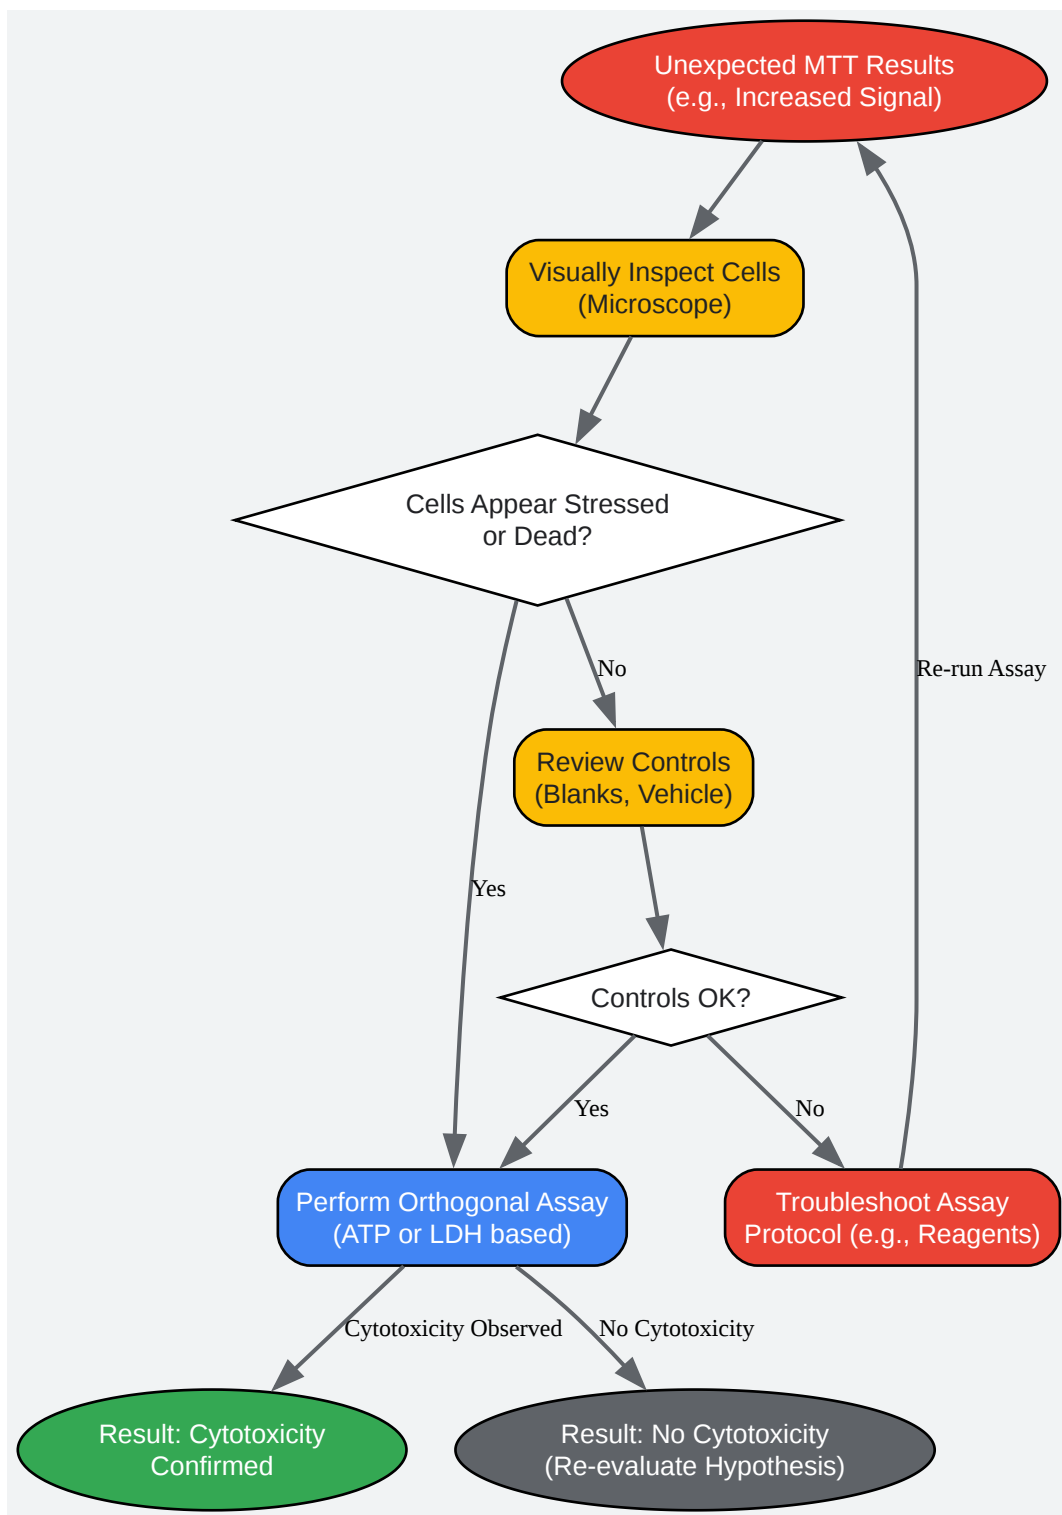 Unexpected MTT Results
(e.g., Increased Signal)
Visually Inspect Cells
(Microscope)
Cells Appear Stressed
or Dead?
No
Re-run Assay
Review Controls
(Blanks, Vehicle)
Yes
Controls OK?
Yes
No
Perform Orthogonal Assay
(ATP or LDH based)
Troubleshoot Assay
Protocol (e.g., Reagents)
Cytotoxicity Observed
No Cytotoxicity
Result: Cytotoxicity
Confirmed
Result: No Cytotoxicity
(Re-evaluate Hypothesis)